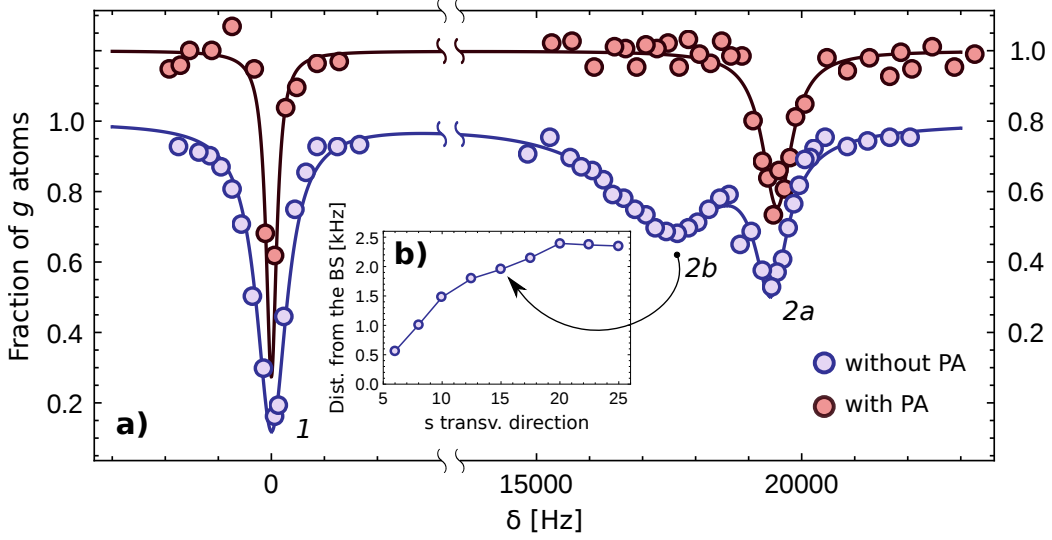 Fraction of g atoms
1.0
0.8
0.6
0.4
0.2
1.0
0.8
0.6
0.4
0.2
a)
1
2b
2a
b)
Dist. from the BS [kHz]
2.5
2.0
1.5
1.0
0.5
0.0
5
10
15
20
25
s transv. direction
without PA
with PA
0
15000
20000
δ [Hz]